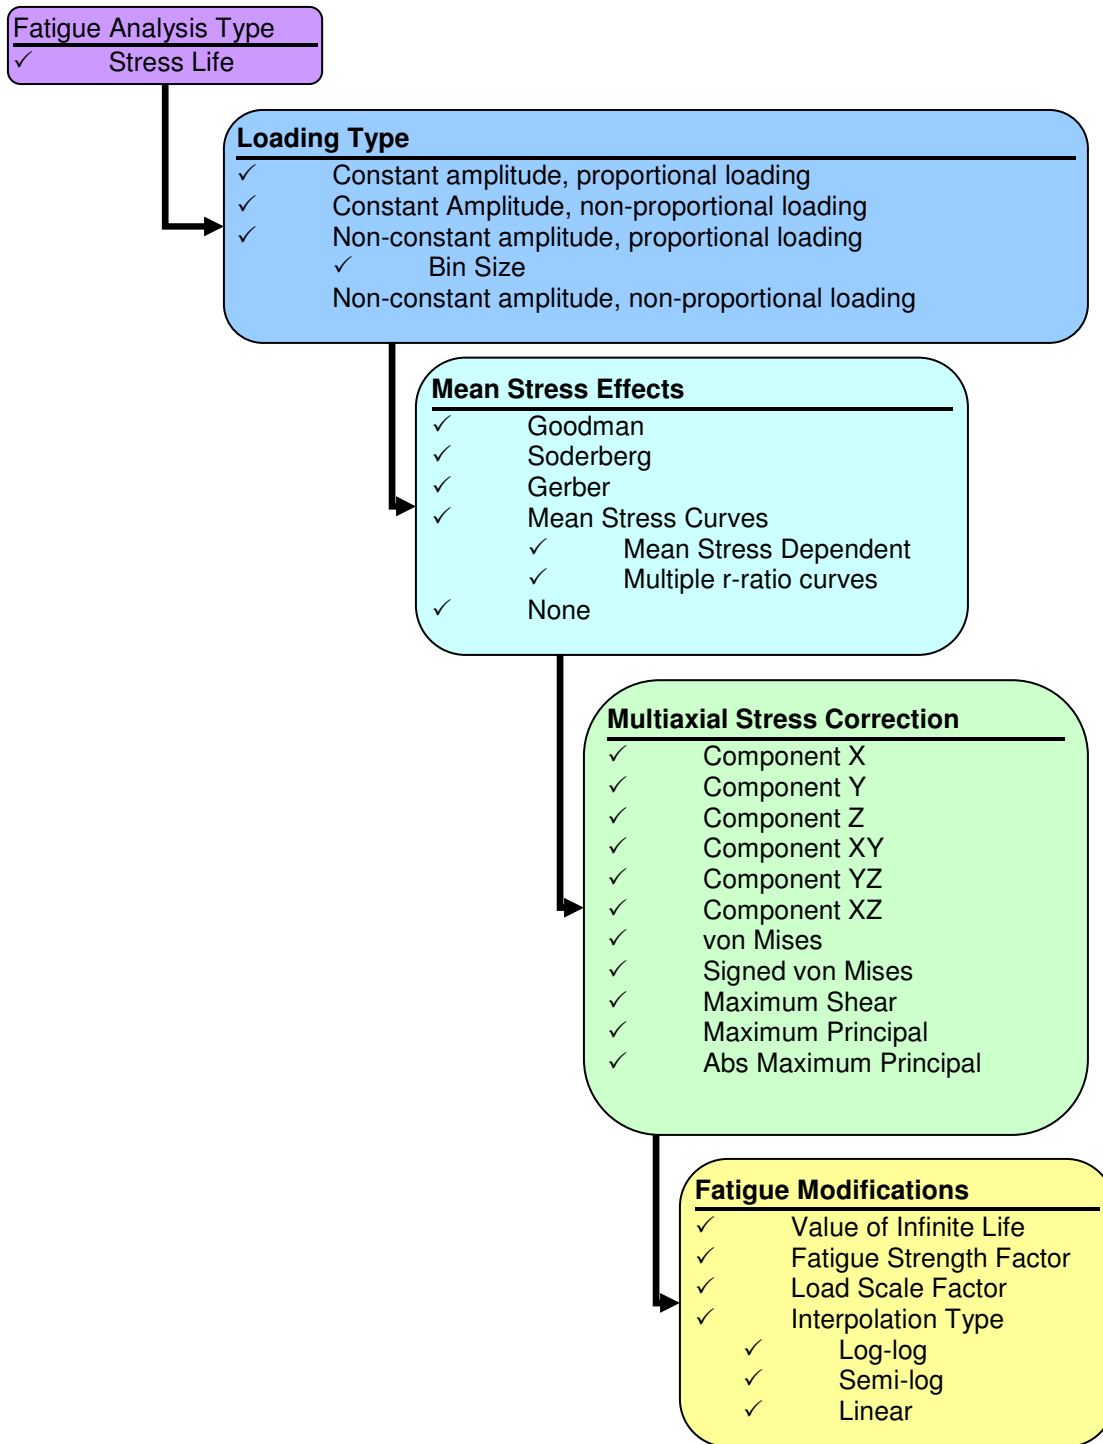 Fatigue Analysis Type
✓ Stress Life
Loading Type
✓ Constant amplitude, proportional loading
✓ Constant Amplitude, non-proportional loading
✓ Non-constant amplitude, proportional loading
✓ Bin Size
Non-constant amplitude, non-proportional loading
Mean Stress Effects
✓ Goodman
✓ Soderberg
✓ Gerber
✓ Mean Stress Curves
✓ Mean Stress Dependent
✓ Multiple r-ratio curves
✓ None
Multiaxial Stress Correction
✓ Component X
✓ Component Y
✓ Component Z
✓ Component XY
✓ Component YZ
✓ Component XZ
✓ von Mises
✓ Signed von Mises
✓ Maximum Shear
✓ Maximum Principal
✓ Abs Maximum Principal
Fatigue Modifications
✓ Value of Infinite Life
✓ Fatigue Strength Factor
✓ Load Scale Factor
✓ Interpolation Type
✓ Log-log
✓ Semi-log
✓ Linear